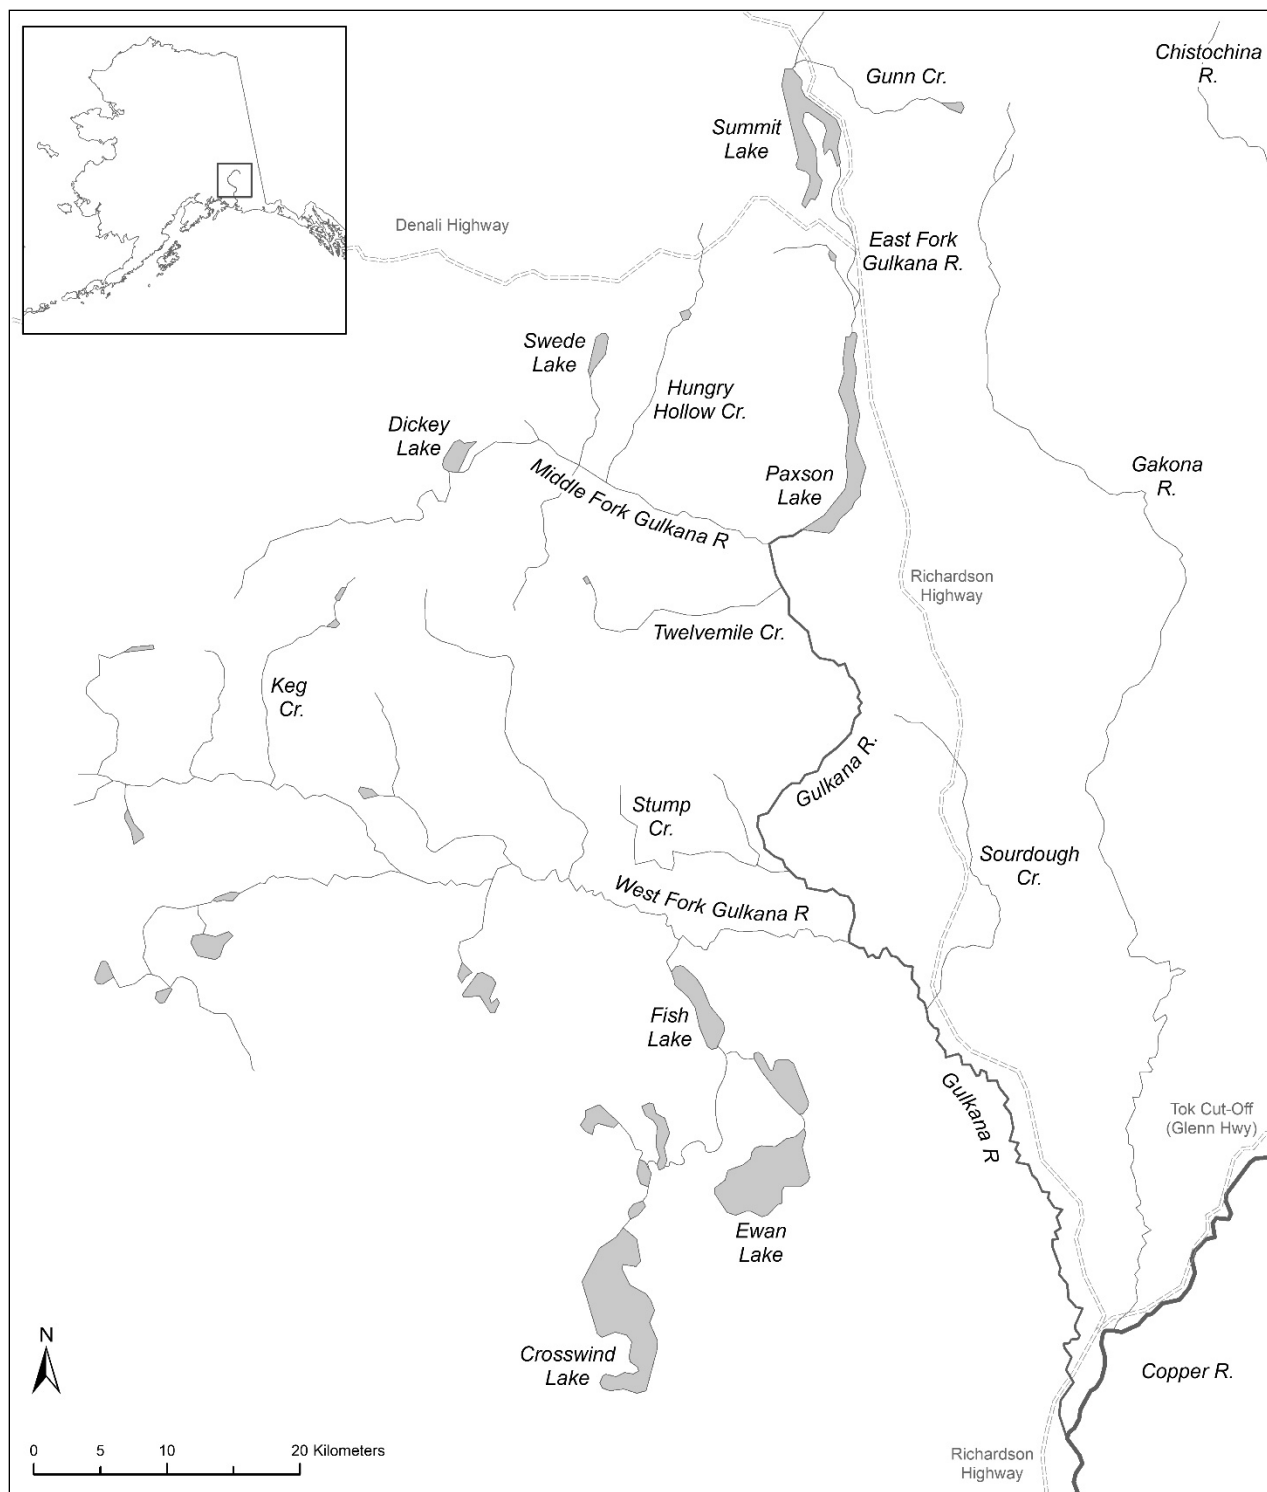 Chistochina
R.
Gunn Cr.
Summit
Lake
Denali Highway
East Fork
Gulkana R.
Swede
Lake
Hungry
Hollow Cr.
Dickey
Lake
Paxson
Lake
Gakona
R.
Middle Fork Gulkana R
Richardson
Highway
Twelvemile Cr.
Keg
Cr.
Gulkana R.
Stump
Cr.
Sourdough
Cr.
West Fork Gulkana R
Fish
Lake
Gulkana R
Tok Cut-Off
(Glenn Hwy)
Ewan
Lake
N
Crosswind
Lake
Copper R.
0 5 10 20 Kilometers
Richardson
Highway